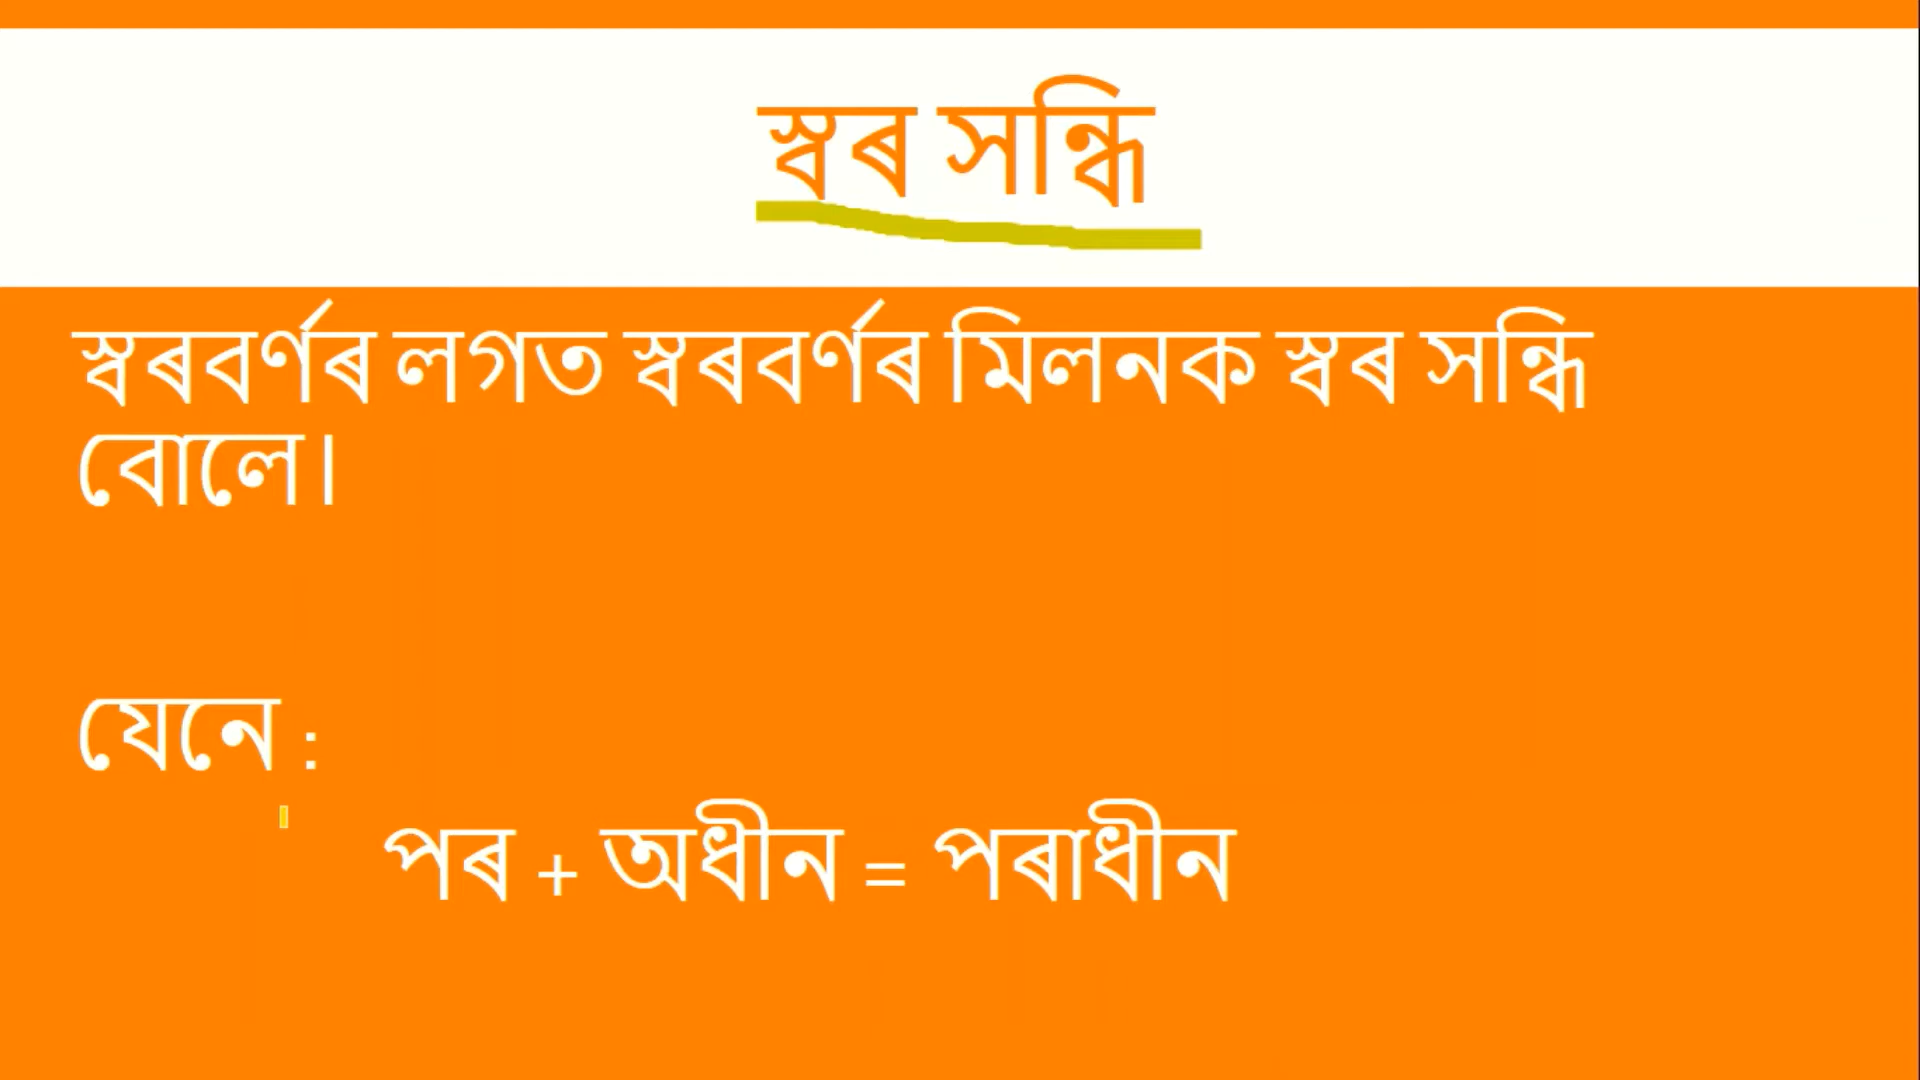 স্বৰ সন্ধি
স্বৰবৰ্ণৰ লগত স্বৰবৰ্ণৰ মিলনক স্বৰ সন্ধি
বোলে।
যেনে :
পৰ + অধীন = পৰাধীন